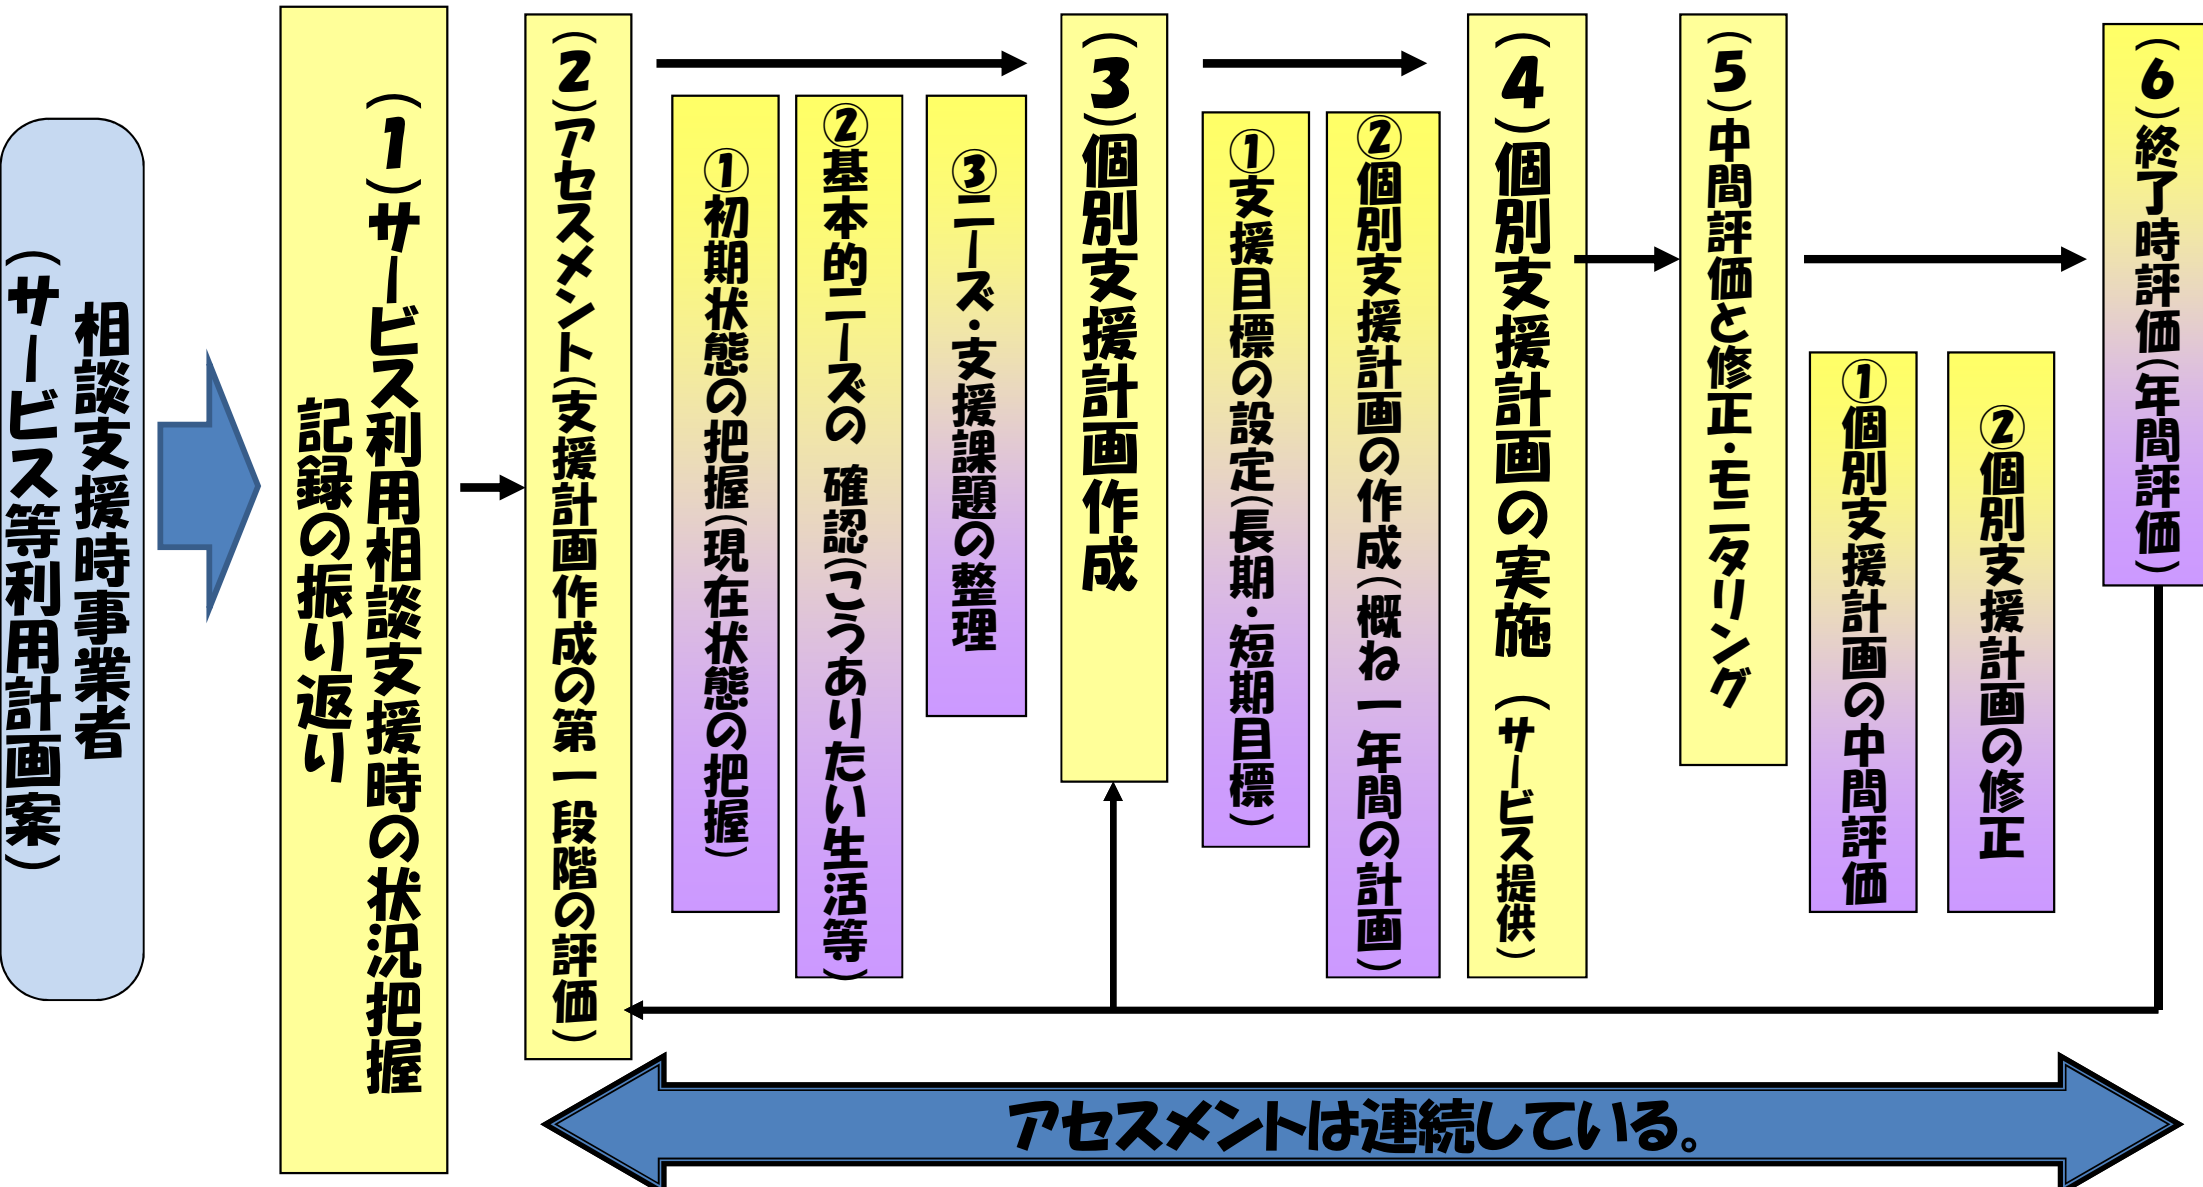 相談支援時事業者
(サービス等利用計画案)
(1)サービス利用相談支援時の状況把握
記録の振り返り
(2)アセスメント(支援計画作成の第一段階の評価)
①初期状態の把握(現在状態の把握)
②基本的ニーズの 確認(こうありたい生活等)
③ニーズ・支援課題の整理
(3)個別支援計画作成
①支援目標の設定(長期・短期目標)
②個別支援計画の作成(概ね一年間の計画)
(4)個別支援計画の実施 (サービス提供)
(5)中間評価と修正・モニタリング
①個別支援計画の中間評価
②個別支援計画の修正
(6)終了時評価(年間評価)
アセスメントは連続している。